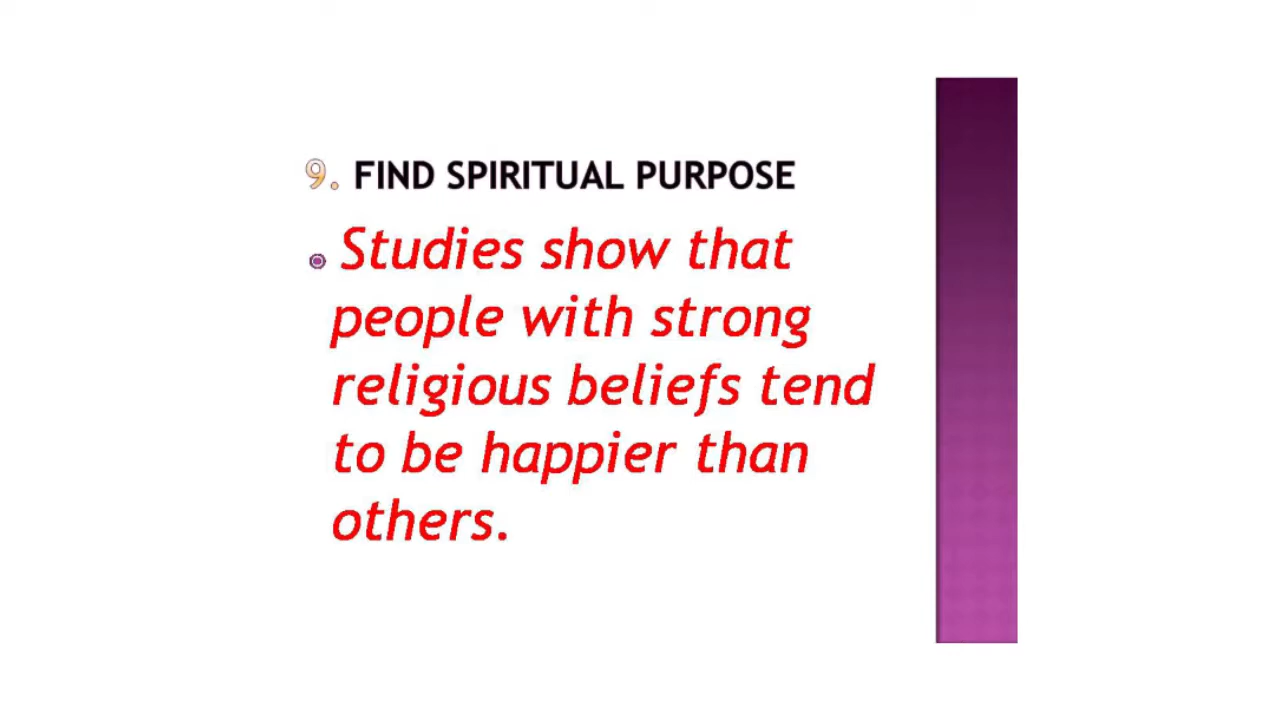 9. FIND SPIRITUAL PURPOSE
Studies show that
people with strong
religious beliefs tend
to be happier than
others.